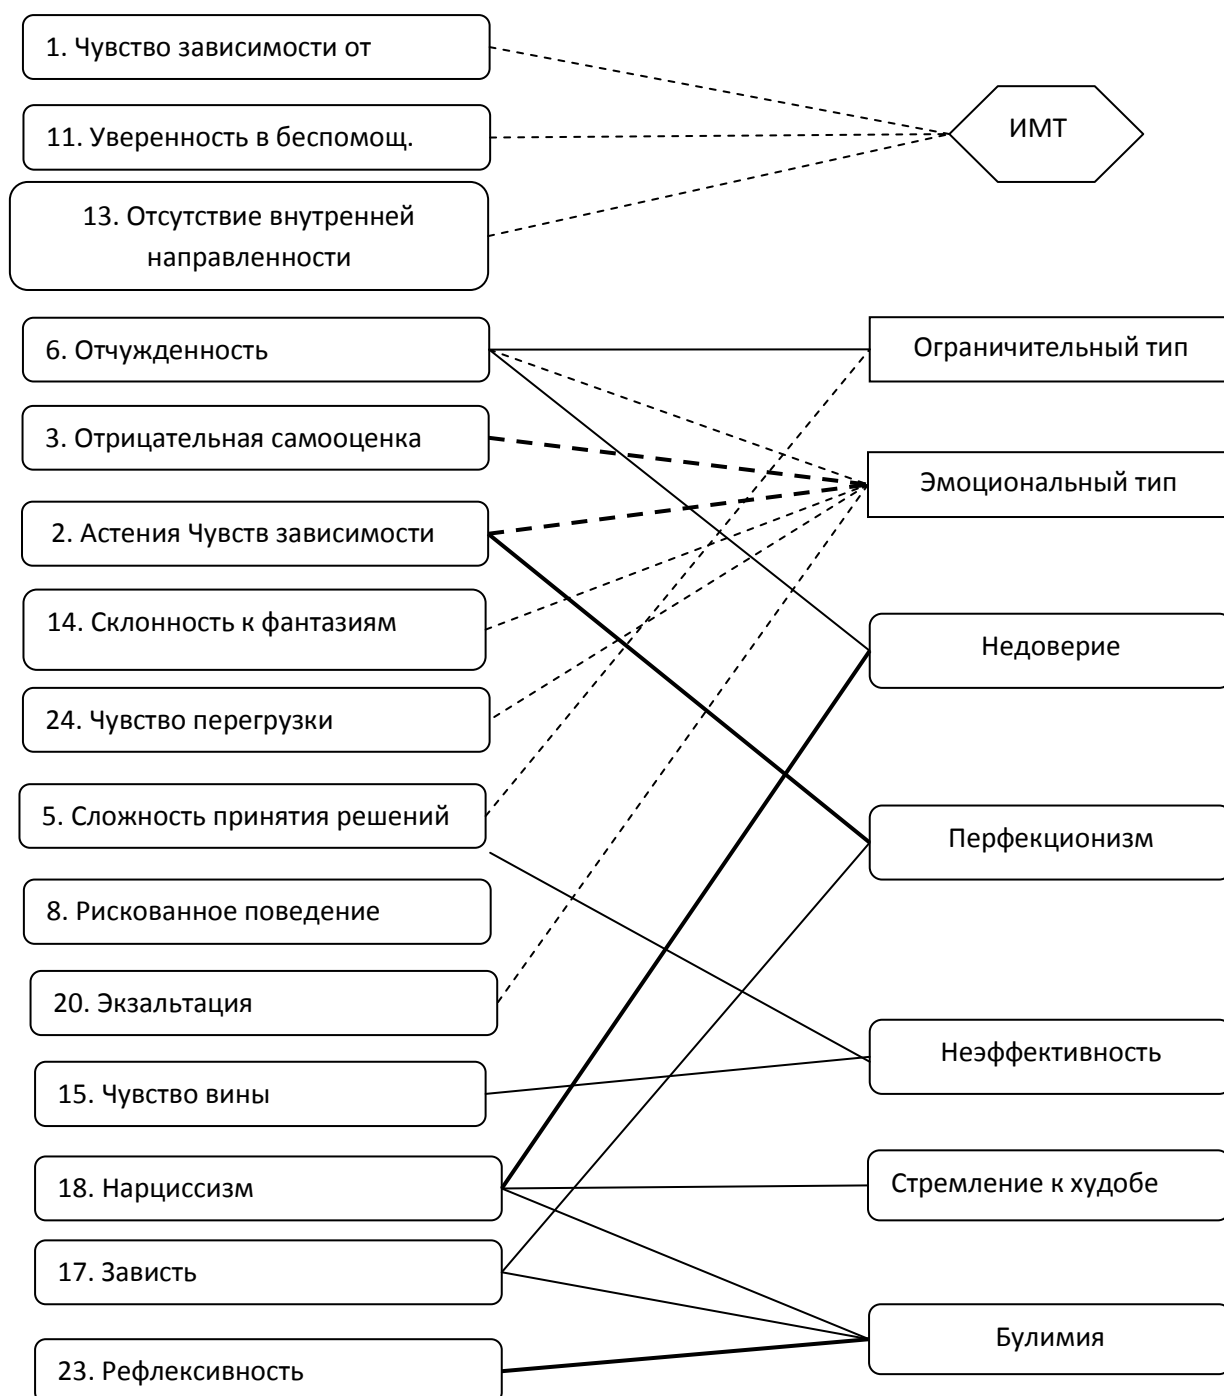 1. Чувство зависимости от
ИМТ
11. Уверенность в беспомощ.
13. Отсутствие внутренней
направленности
6. Отчужденность
Ограничительный тип
3. Отрицательная самооценка
Эмоциональный тип
2. Астения Чувств зависимости
14. Склонность к фантазиям
Недоверие
24. Чувство перегрузки
5. Сложность принятия решений
Перфекционизм
8. Рискованное поведение
20. Экзальтация
Неэффективность
15. Чувство вины
18. Нарциссизм
Стремление к худобе
17. Зависть
Булимия
23. Рефлексивность